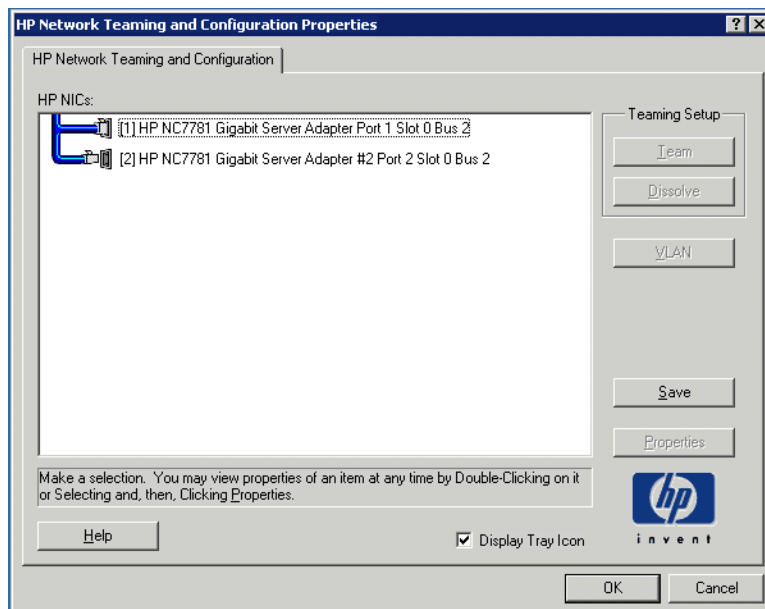 HP Network Teaming and Configuration Properties
HP Network Teaming and Configuration
HP NICs:
[1] HP NC7781 Gigabit Server Adapter Port 1 Slot 0 Bus 2
[2] HP NC7781 Gigabit Server Adapter #2 Port 2 Slot 0 Bus 2
Teaming Setup
Team
Dissolve
VLAN
Save
Properties
Make a selection. You may view properties of an item at any time by Double-Clicking on it
or Selecting and, then, Clicking Properties.
Help
Display Tray Icon
hp
invent
OK
Cancel